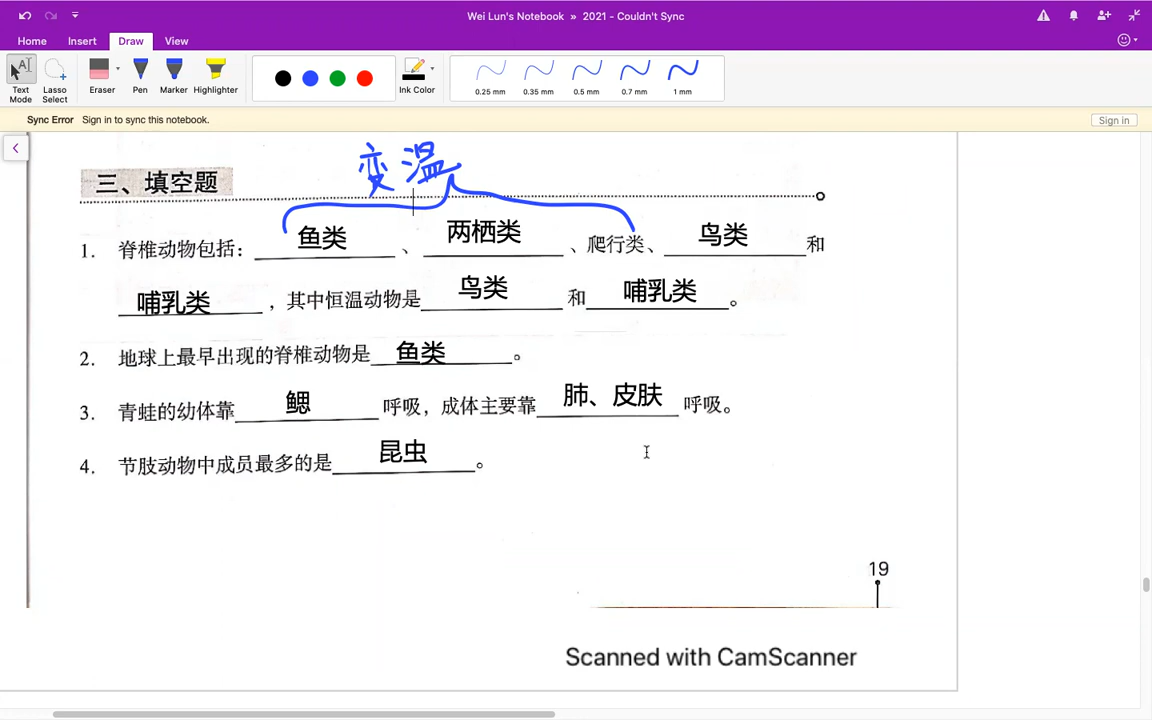 Wei Lun's Notebook » 2021 - Couldn't Sync
Home Insert Draw View
Text Mode Lasso Select Eraser Pen Marker Highlighter Ink Color 0.25 mm 0.35 mm 0.5 mm 0.7 mm 1 mm
Sync Error Sign in to sync this notebook. Sign in
变温
三、填空题
1. 脊椎动物包括：鱼类、两栖类、爬行类、鸟类和
哺乳类，其中恒温动物是鸟类和哺乳类。
2. 地球上最早出现的脊椎动物是鱼类。
3. 青蛙的幼体靠鳃呼吸，成体主要靠肺、皮肤呼吸。
4. 节肢动物中成员最多的是昆虫。
19
Scanned with CamScanner